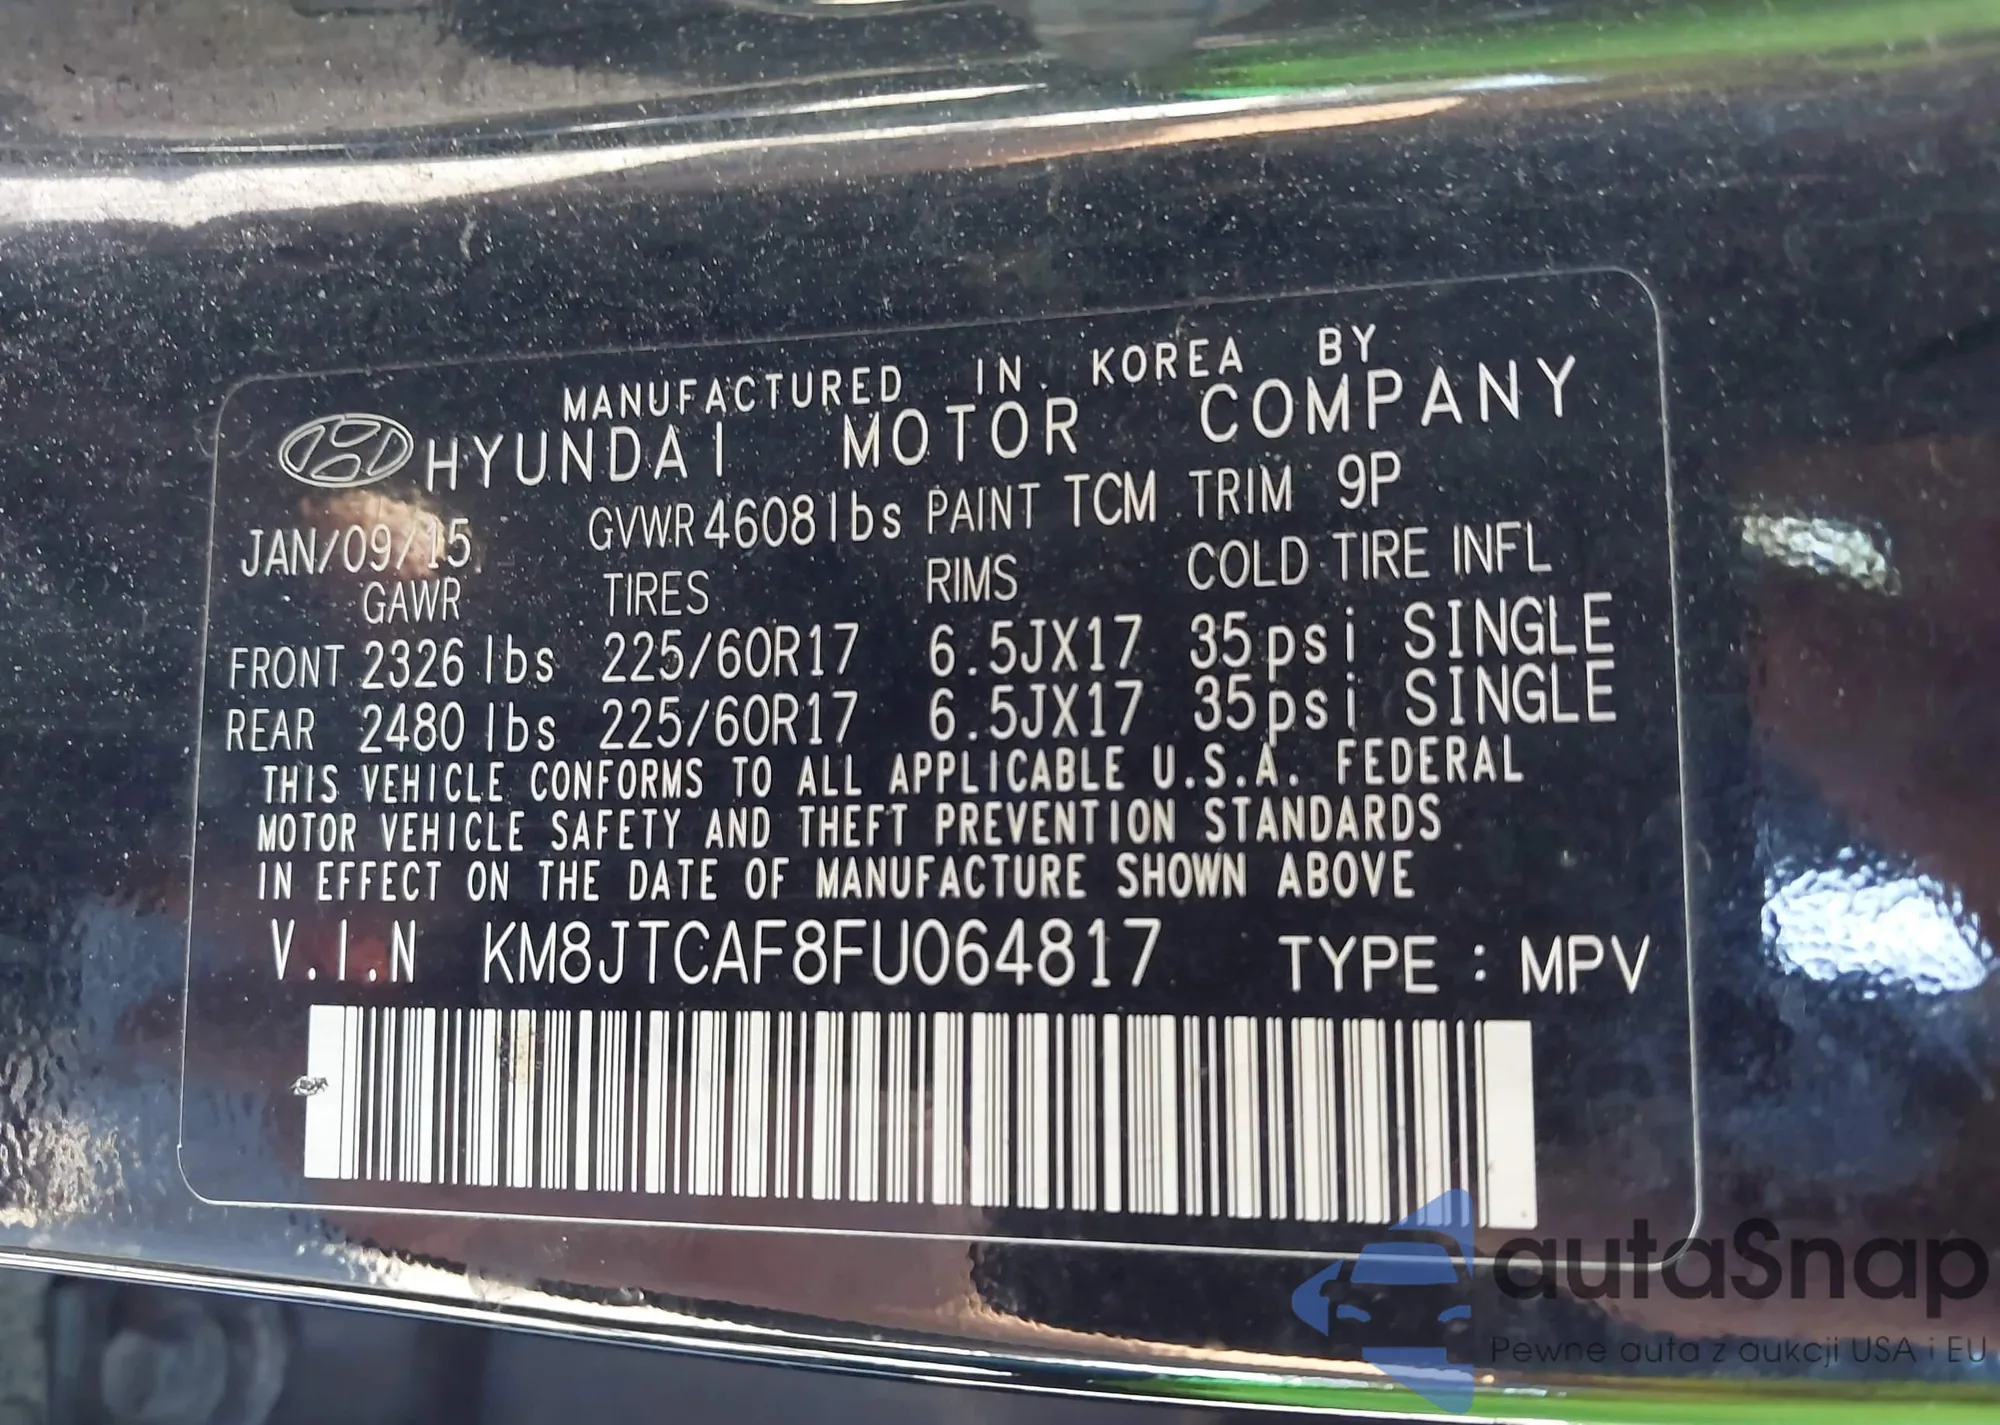 MANUFACTURED IN KOREA BY
HYUNDAI MOTOR COMPANY
JAN/09/15 GVWR 4608lbs PAINT TCM TRIM 9P
GAWR TIRES RIMS COLD TIRE INFL
FRONT 2326 lbs 225/60R17 6.5JX17 35psi SINGLE
REAR 2480 lbs 225/60R17 6.5JX17 35psi SINGLE
THIS VEHICLE CONFORMS TO ALL APPLICABLE U.S.A. FEDERAL
MOTOR VEHICLE SAFETY AND THEFT PREVENTION STANDARDS
IN EFFECT ON THE DATE OF MANUFACTURE SHOWN ABOVE
V.I.N KM8JTCAF8FU064817 TYPE : MPV
autaSnap
Pewne auta z aukcji USA i EU